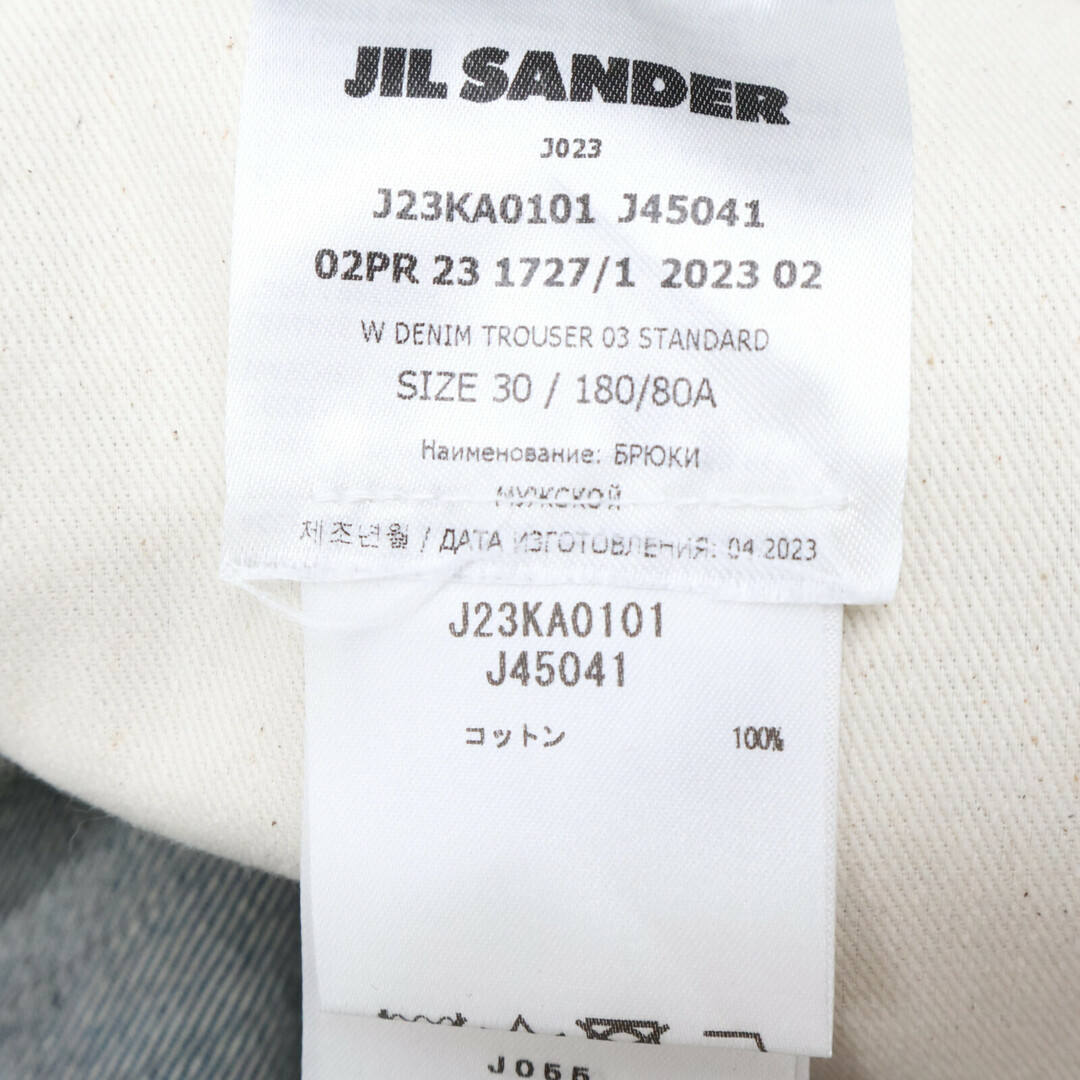 JIL SANDER
J023
J23KA0101 J45041
02PR 23 1727/1 2023 02
W DENIM TROUSER 03 STANDARD
SIZE 30 / 180/80A
Наименование: БРЮКИ
МУЖСКОЙ
제조년월 / ДАТА ИЗГОТОВЛЕНИЯ: 04 2023
J23KA0101
J45041
コットン 100%
J055